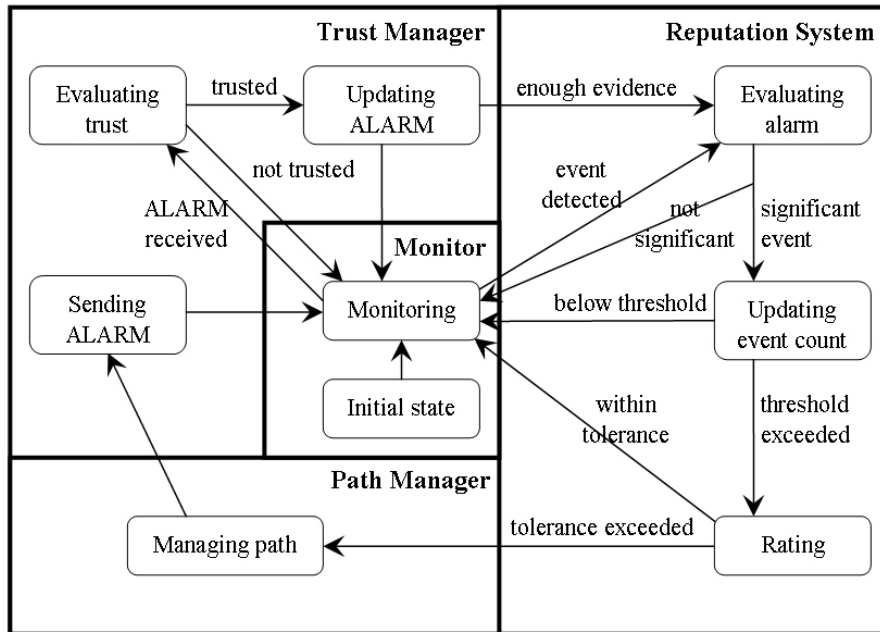 Trust Manager
Reputation System
Evaluating
trust
trusted
Updating
ALARM
enough evidence
Evaluating
alarm
not trusted
event
detected
ALARM
received
not
significant
significant
event
Monitor
Sending
ALARM
Monitoring
below threshold
Updating
event count
Initial state
within
tolerance
threshold
exceeded
Path Manager
Managing path
tolerance exceeded
Rating